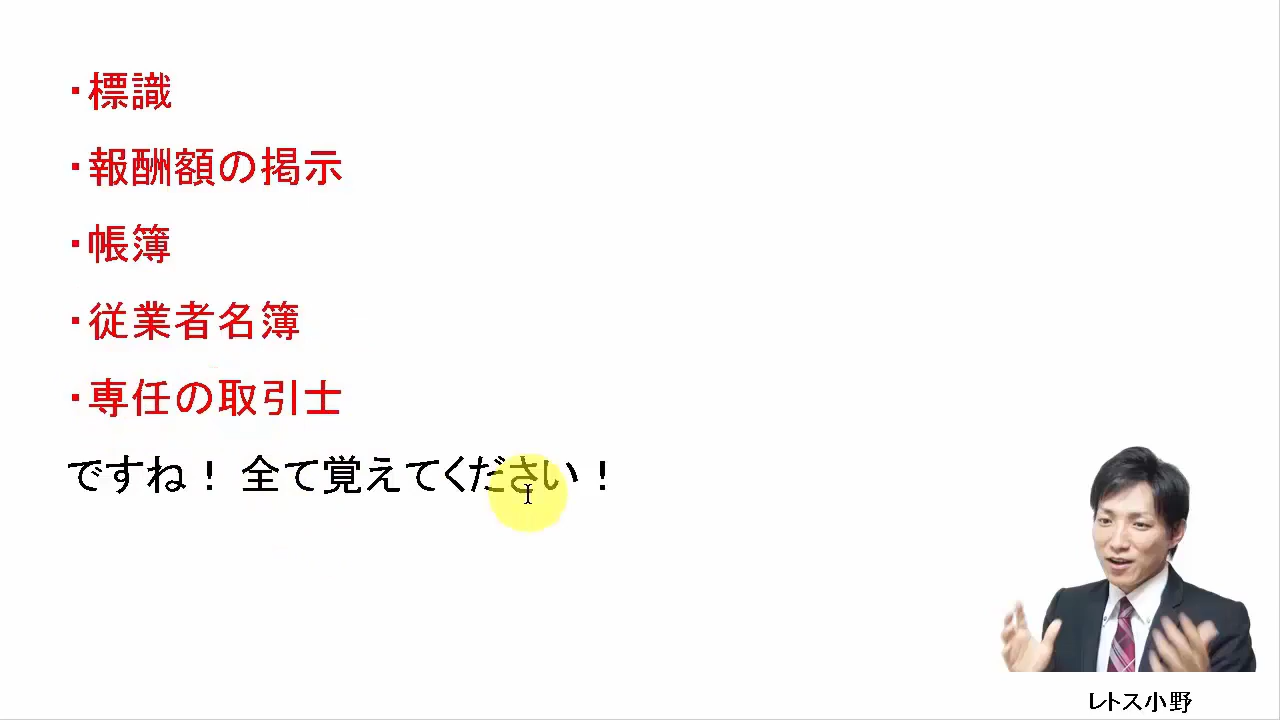 ・標識
・報酬額の掲示
・帳簿
・従業者名簿
・専任の取引士
ですね！ 全て覚えてください！
レトス小野